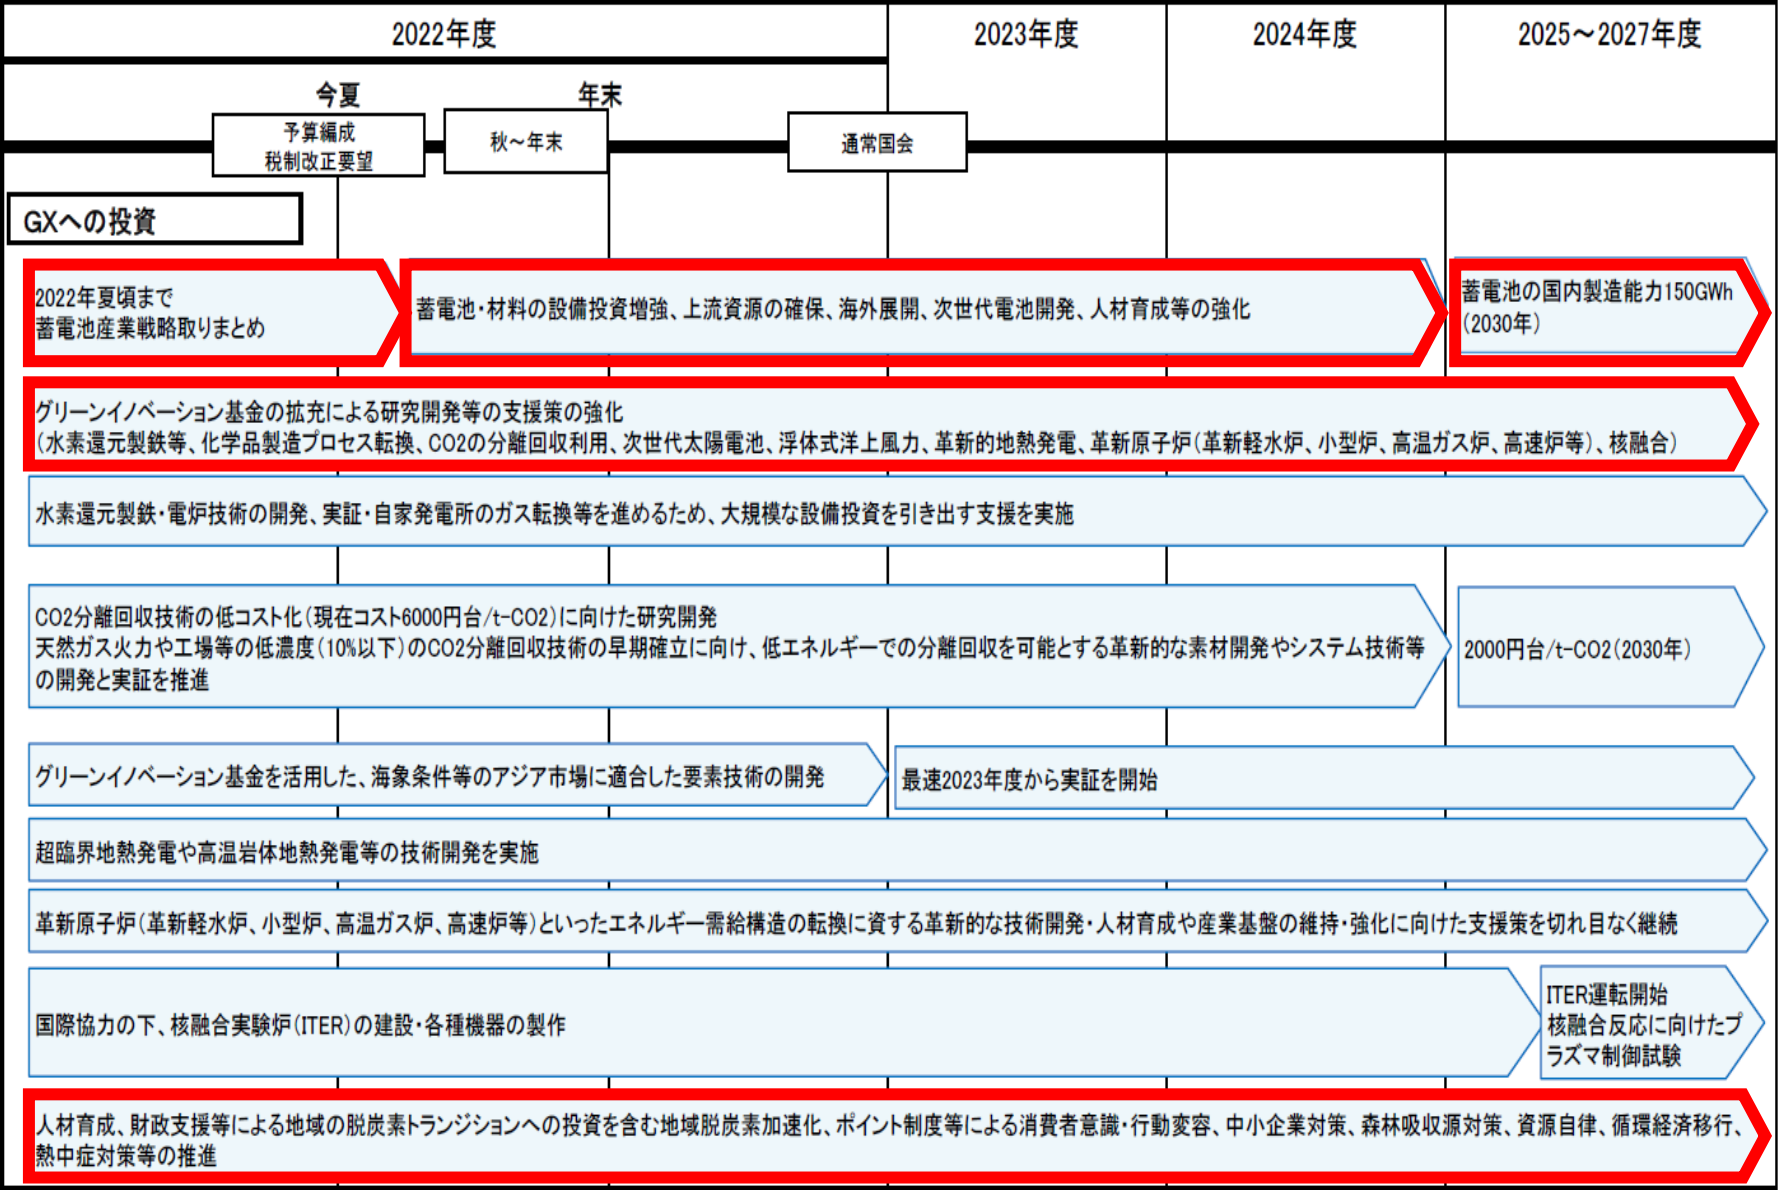 2022年度
2023年度
2024年度
2025～2027年度
今夏
年末
予算編成
税制改正要望
秋～年末
通常国会
GXへの投資
2022年夏頃まで
蓄電池産業戦略取りまとめ
蓄電池・材料の設備投資増強、上流資源の確保、海外展開、次世代電池開発、人材育成等の強化
蓄電池の国内製造能力150GWh
（2030年）
グリーンイノベーション基金の拡充による研究開発等の支援策の強化
（水素還元製鉄等、化学品製造プロセス転換、CO2の分離回収利用、次世代太陽電池、浮体式洋上風力、革新的地熱発電、革新原子炉（革新軽水炉、小型炉、高温ガス炉、高速炉等）、核融合）
水素還元製鉄・電炉技術の開発、実証・自家発電所のガス転換等を進めるため、大規模な設備投資を引き出す支援を実施
CO2分離回収技術の低コスト化（現在コスト6000円台/t-CO2）に向けた研究開発
天然ガス火力や工場等の低濃度（10%以下）のCO2分離回収技術の早期確立に向け、低エネルギーでの分離回収を可能とする革新的な素材開発やシステム技術等
の開発と実証を推進
2000円台/t-CO2（2030年）
グリーンイノベーション基金を活用した、海象条件等のアジア市場に適合した要素技術の開発
最速2023年度から実証を開始
超臨界地熱発電や高温岩体地熱発電等の技術開発を実施
革新原子炉（革新軽水炉、小型炉、高温ガス炉、高速炉等）といったエネルギー需給構造の転換に資する革新的な技術開発・人材育成や産業基盤の維持・強化に向けた支援策を切れ目なく継続
国際協力の下、核融合実験炉（ITER）の建設・各種機器の製作
ITER運転開始
核融合反応に向けたプ
ラズマ制御試験
人材育成、財政支援等による地域の脱炭素トランジションへの投資を含む地域脱炭素加速化、ポイント制度等による消費者意識・行動変容、中小企業対策、森林吸収源対策、資源自律、循環経済移行、
熱中症対策等の推進